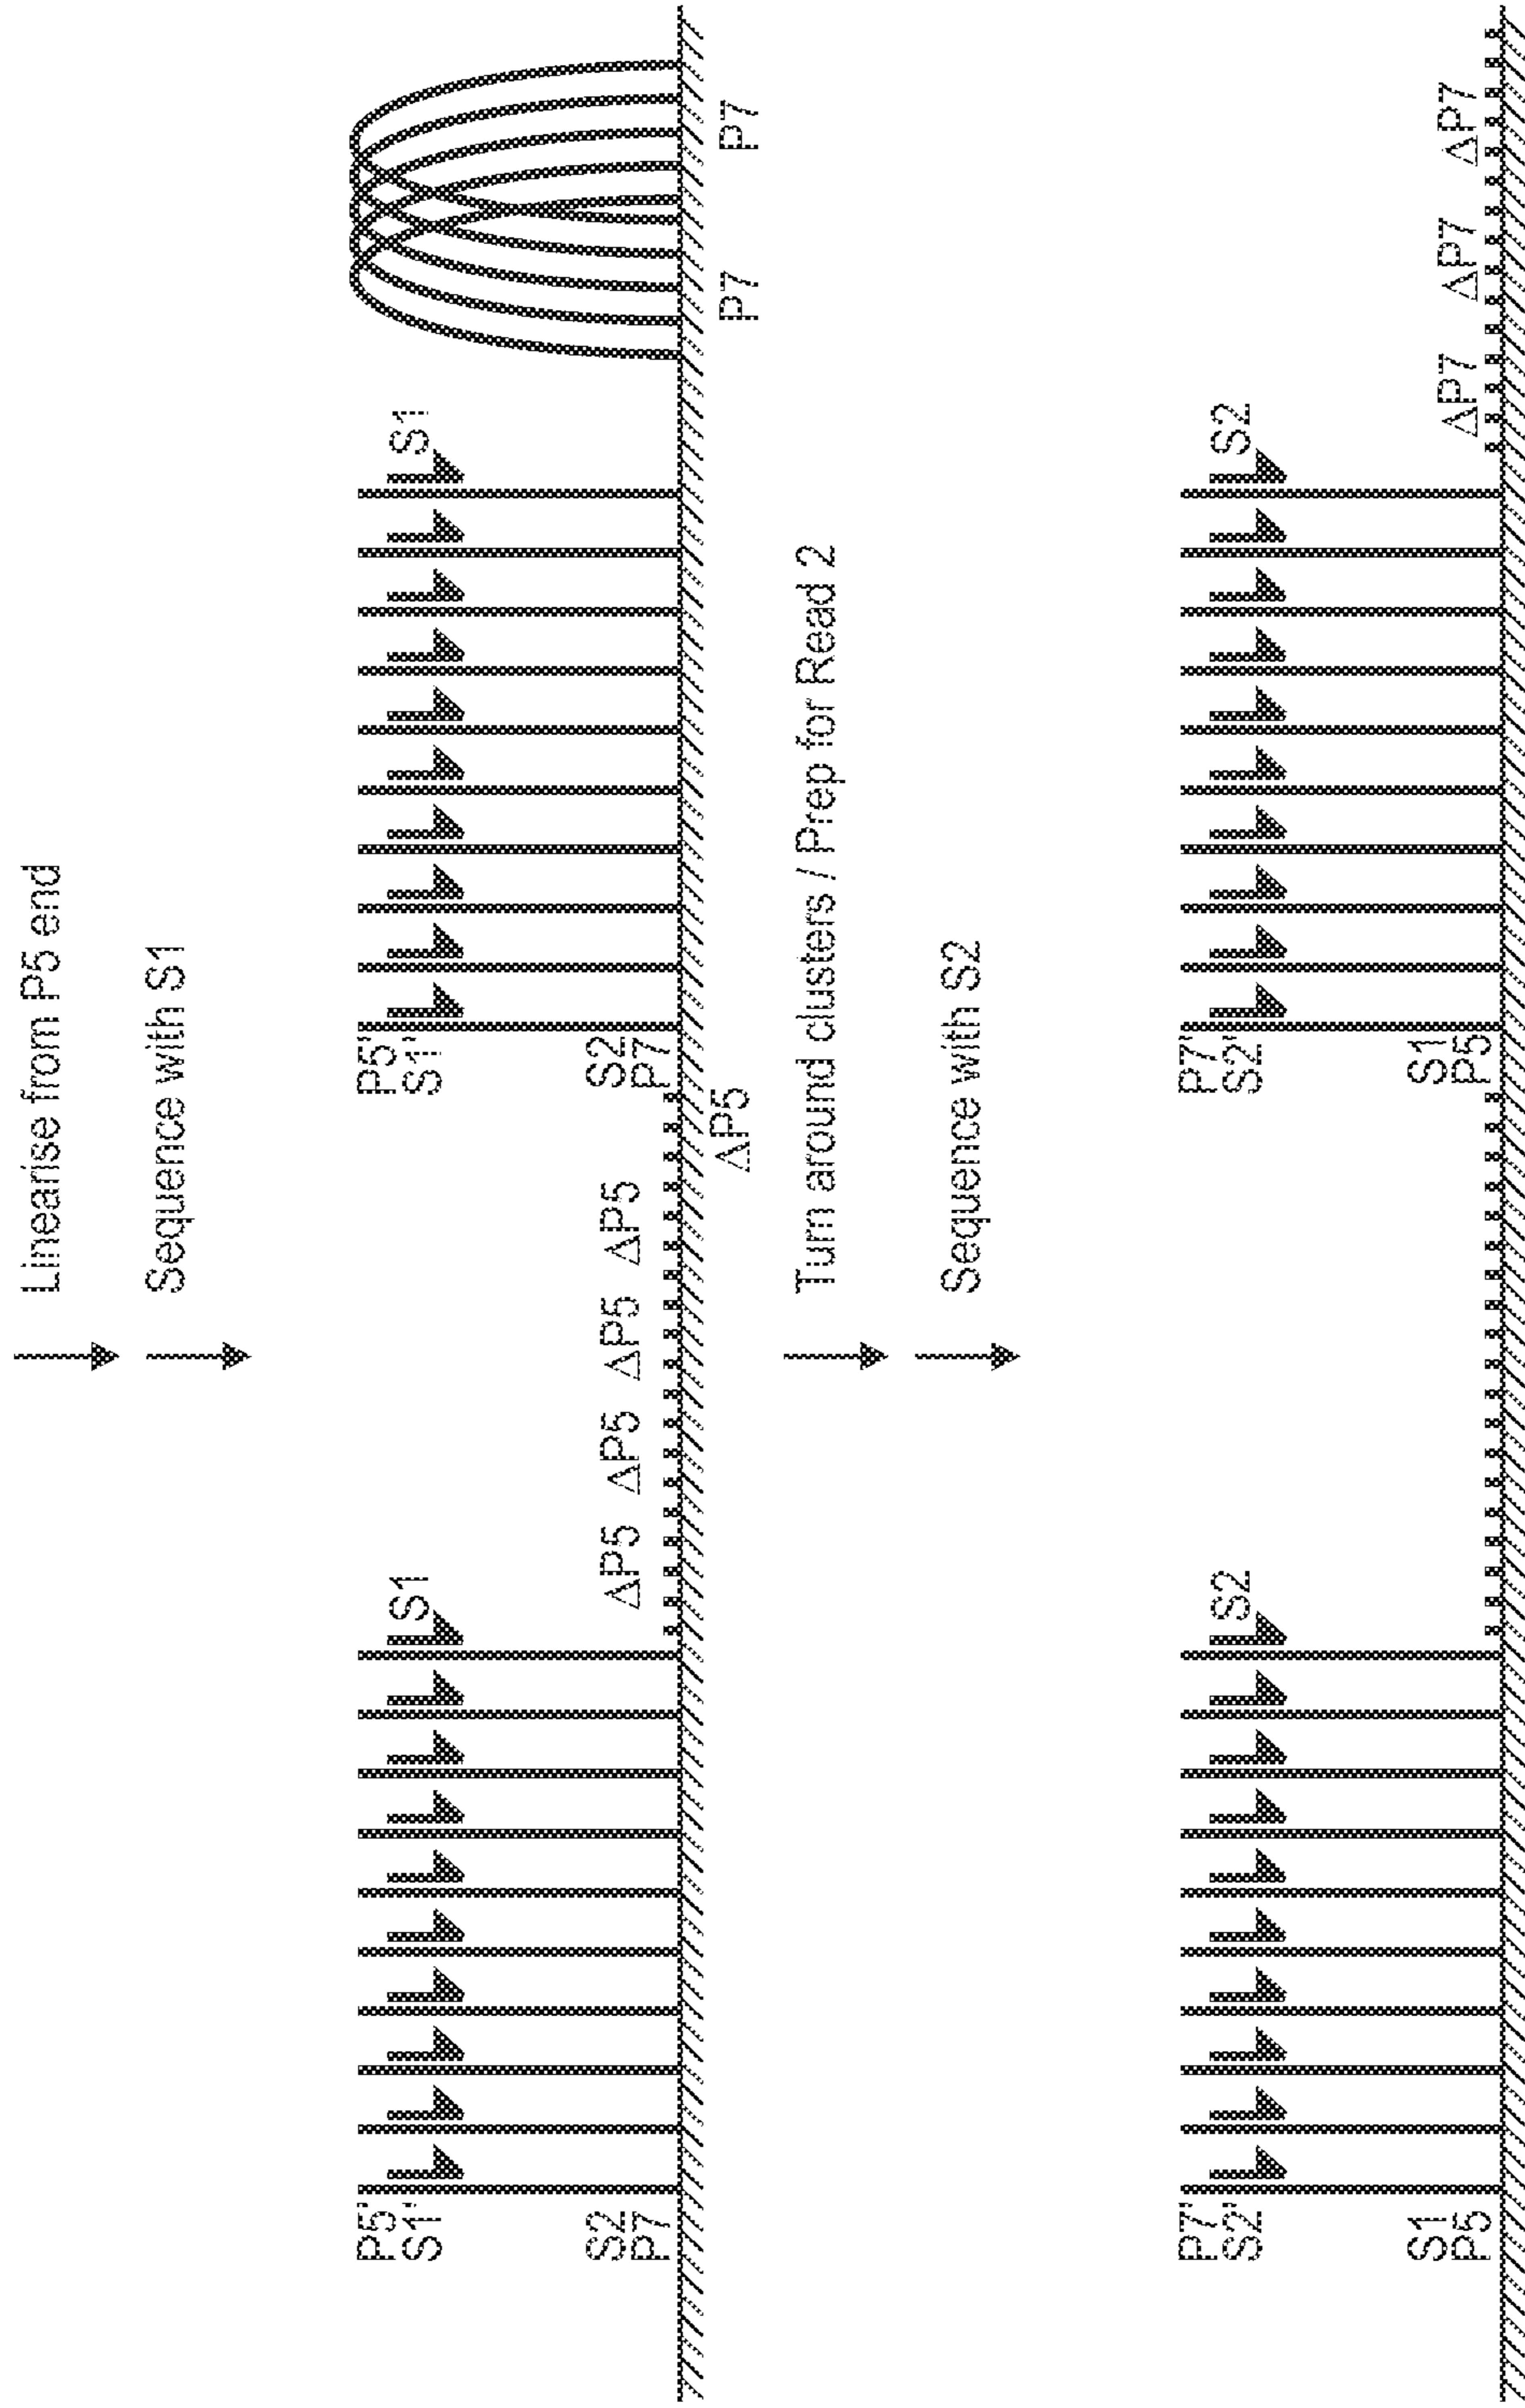 Linearise from P5 end
Sequence with S1
P5'
S1'
S1
P5'
S1'
S1
S2
P7
ΔP5 ΔP5 ΔP5 ΔP5
S2
P7
ΔP5
P7
P7
Turn around clusters / Prep for Read 2
Sequence with S2
P7'
S2'
S2
P7'
S2'
S2
S1
P5
S1
P5
ΔP7 ΔP7 ΔP7